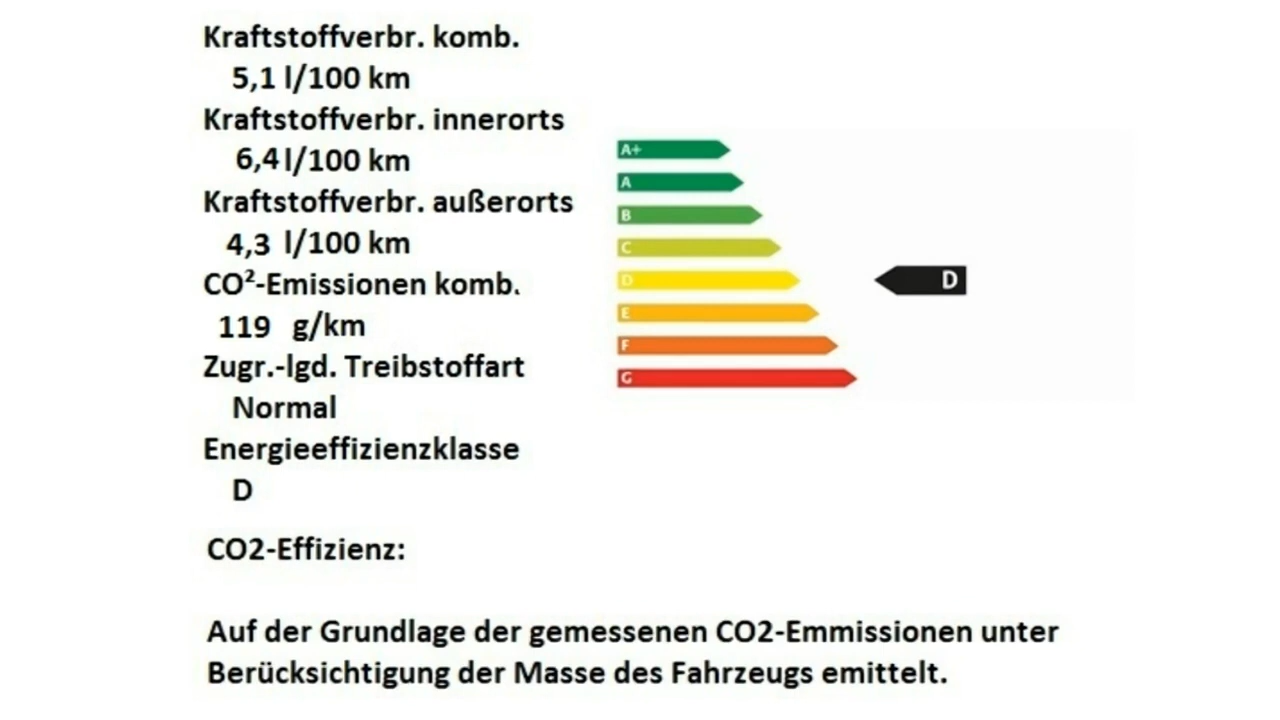 Kraftstoffverbr. komb.
5,1 l/100 km
Kraftstoffverbr. innerorts
6,4 l/100 km
Kraftstoffverbr. außerorts
4,3 l/100 km
CO²-Emissionen komb.
119 g/km
Zugr.-lgd. Treibstoffart
Normal
Energieeffizienzklasse
D
A+
A
B
C
D
E
F
G
D
CO2-Effizienz:
Auf der Grundlage der gemessenen CO2-Emmissionen unter
Berücksichtigung der Masse des Fahrzeugs emittelt.